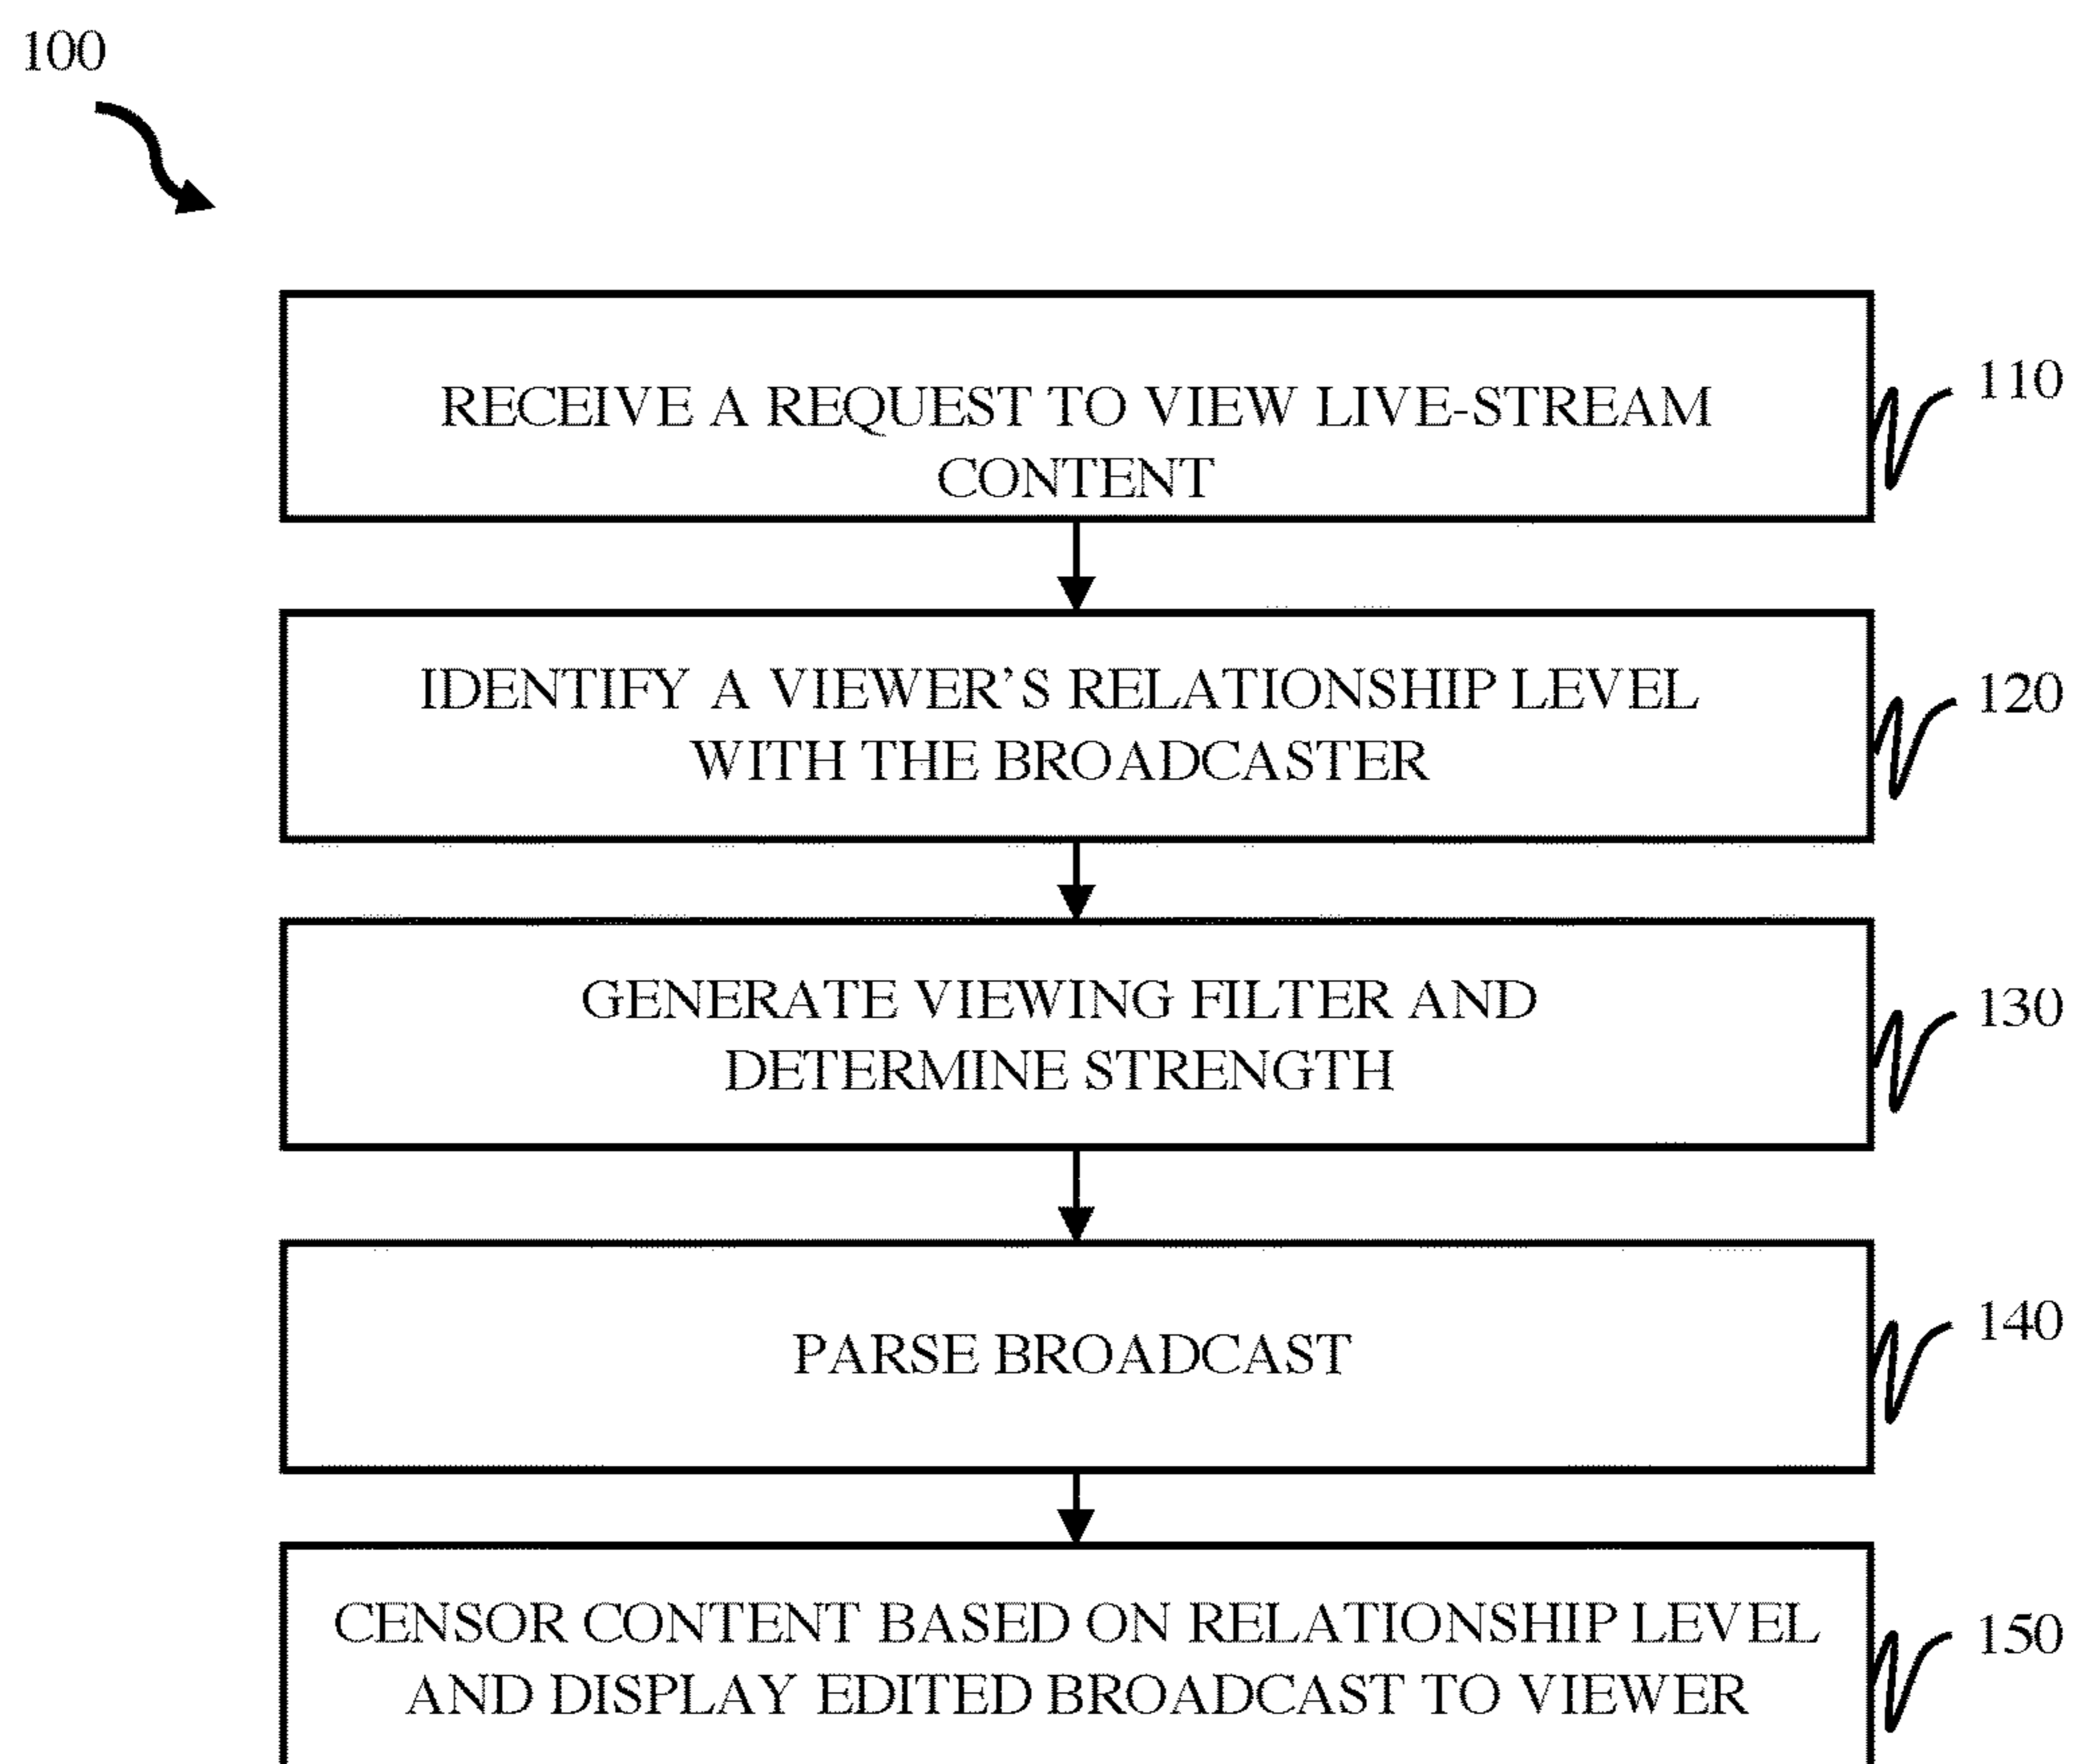 100
RECEIVE A REQUEST TO VIEW LIVE-STREAM
CONTENT
110
IDENTIFY A VIEWER’S RELATIONSHIP LEVEL
WITH THE BROADCASTER
120
GENERATE VIEWING FILTER AND
DETERMINE STRENGTH
130
PARSE BROADCAST
140
CENSOR CONTENT BASED ON RELATIONSHIP LEVEL
AND DISPLAY EDITED BROADCAST TO VIEWER
150